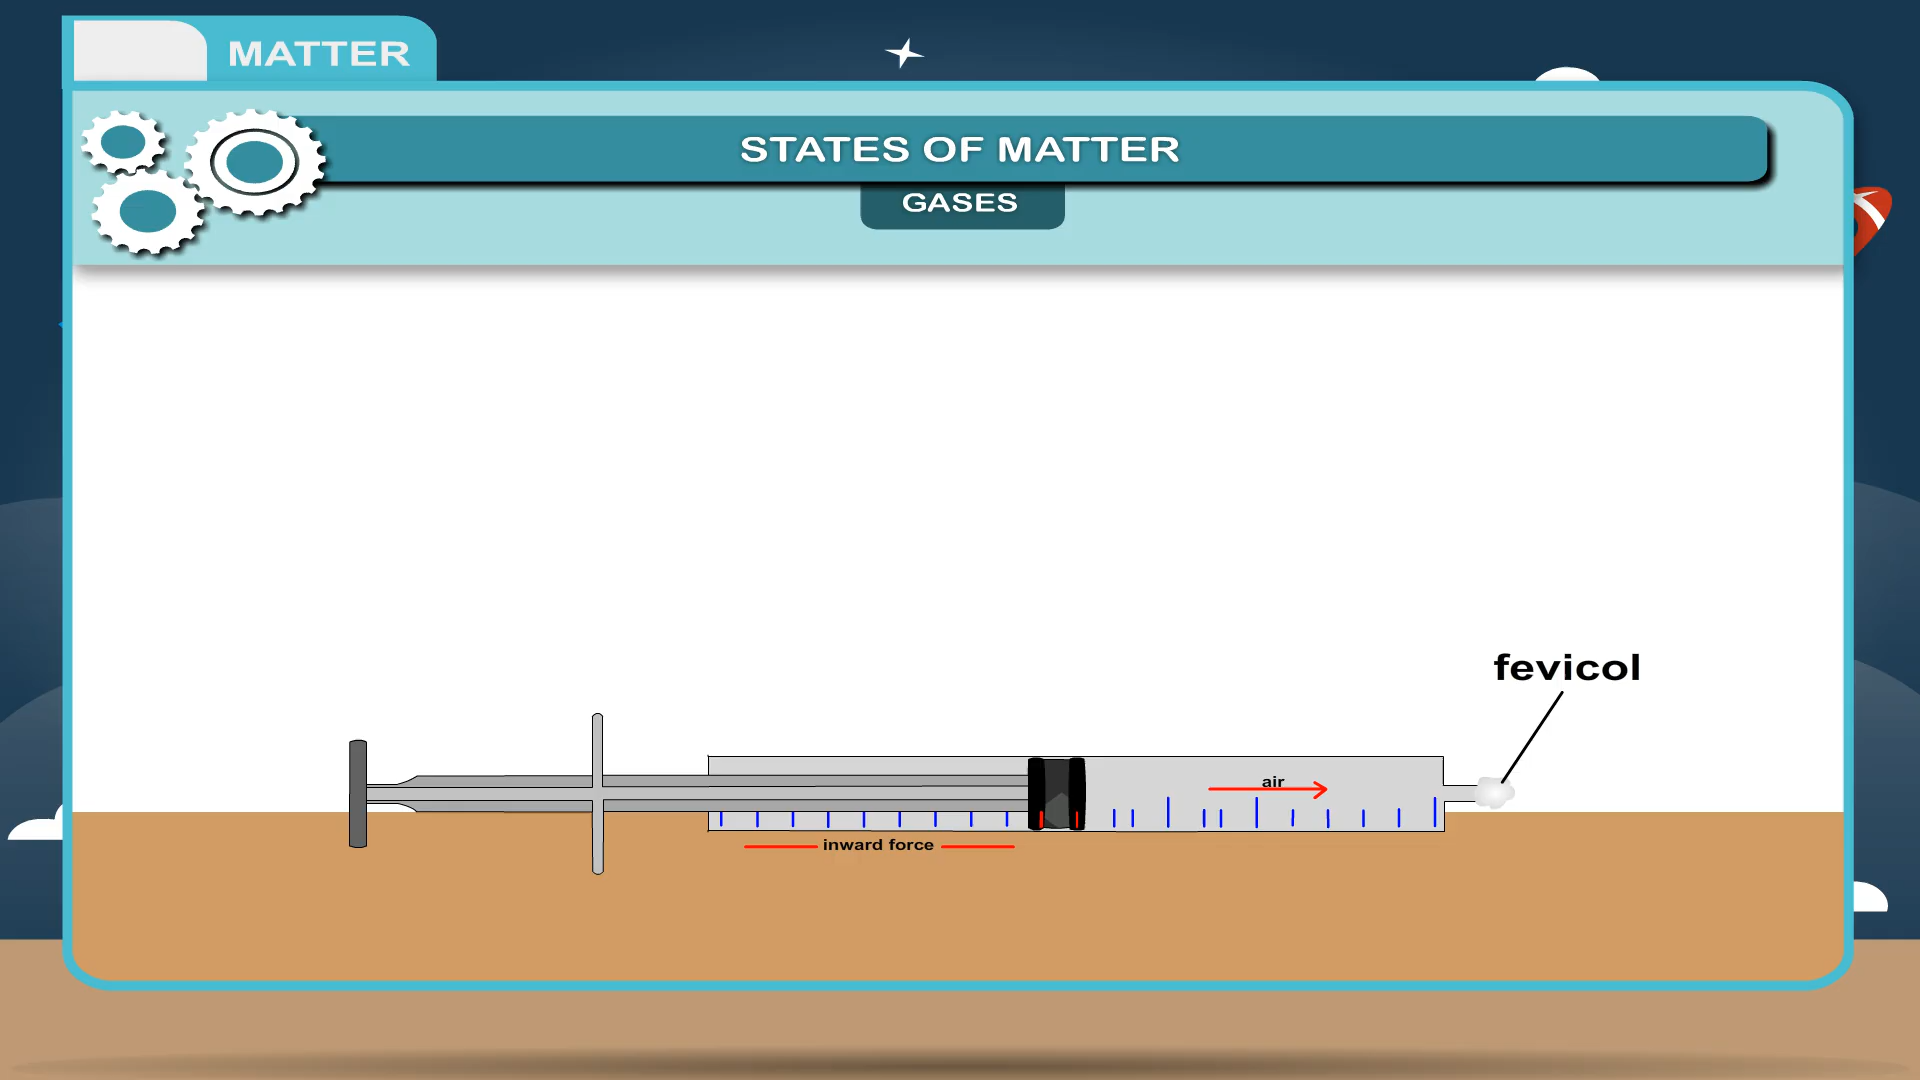 MATTER
STATES OF MATTER
GASES
fevicol
air
inward force